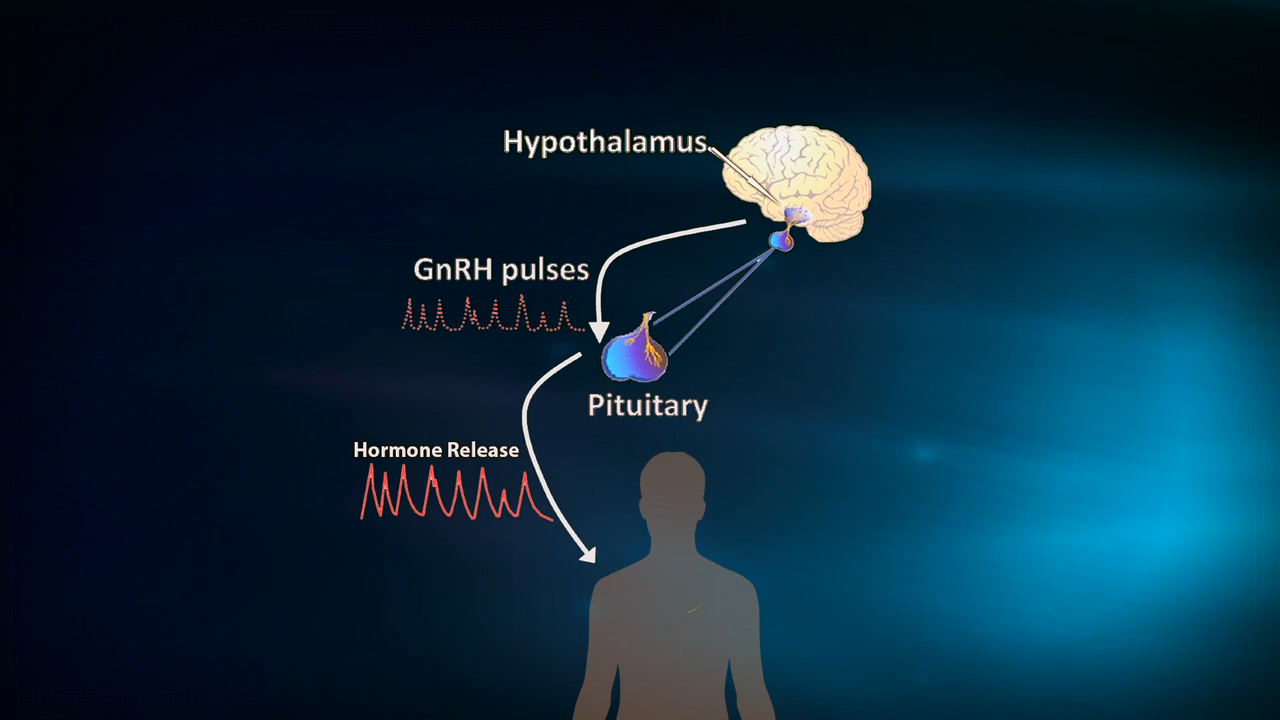 Hypothalamus
GnRH pulses
Pituitary
Hormone Release